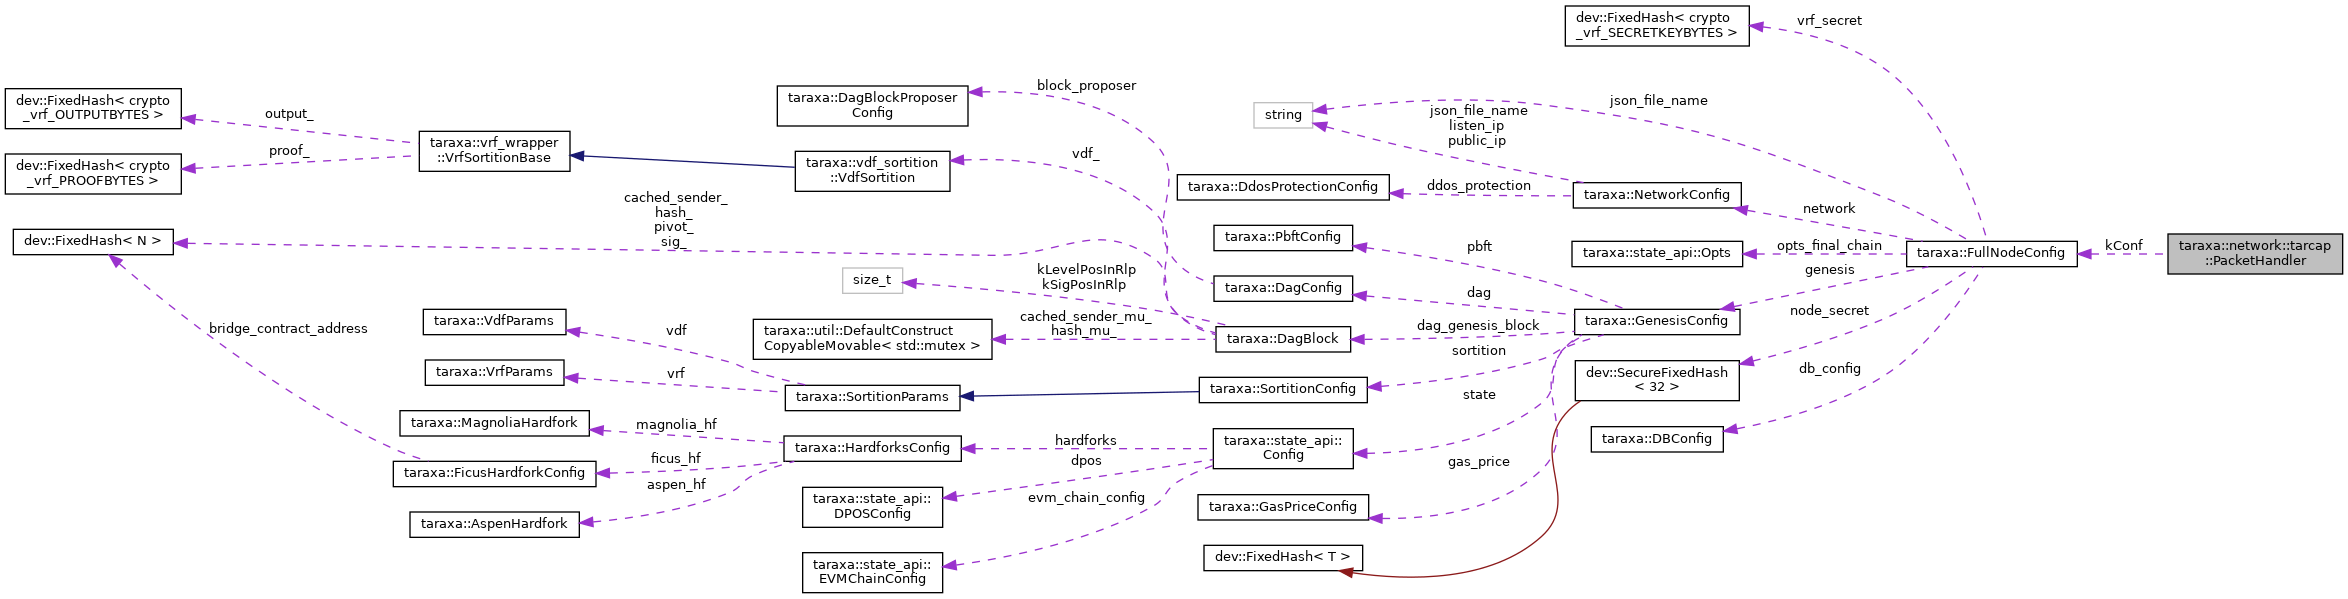 dev::FixedHash< crypto
_vrf_SECRETKEYBYTES >
vrf_secret
dev::FixedHash< crypto
_vrf_OUTPUTBYTES >
output_
dev::FixedHash< crypto
_vrf_PROOFBYTES >
proof_
taraxa::vrf_wrapper
::VrfSortitionBase
taraxa::DagBlockProposer
Config
block_proposer
taraxa::vdf_sortition
::VdfSortition
vdf_
string
json_file_name
json_file_name
listen_ip
public_ip
taraxa::DdosProtectionConfig
ddos_protection
taraxa::NetworkConfig
network
dev::FixedHash< N >
cached_sender_
hash_
pivot_
sig_
taraxa::PbftConfig
pbft
taraxa::state_api::Opts
opts_final_chain
taraxa::FullNodeConfig
kConf
taraxa::network::tarcap
::PacketHandler
size_t
kLevelPosInRlp
kSigPosInRlp
taraxa::DagConfig
dag
genesis
bridge_contract_address
taraxa::VdfParams
vdf
taraxa::util::DefaultConstruct
CopyableMovable< std::mutex >
cached_sender_mu_
hash_mu_
taraxa::DagBlock
dag_genesis_block
taraxa::GenesisConfig
node_secret
taraxa::VrfParams
vrf
taraxa::SortitionParams
taraxa::SortitionConfig
sortition
dev::SecureFixedHash
< 32 >
db_config
taraxa::MagnoliaHardfork
magnolia_hf
taraxa::HardforksConfig
hardforks
taraxa::state_api::
Config
state
taraxa::DBConfig
taraxa::FicusHardforkConfig
ficus_hf
dpos
gas_price
taraxa::AspenHardfork
aspen_hf
taraxa::state_api::
DPOSConfig
evm_chain_config
taraxa::GasPriceConfig
taraxa::state_api::
EVMChainConfig
dev::FixedHash< T >